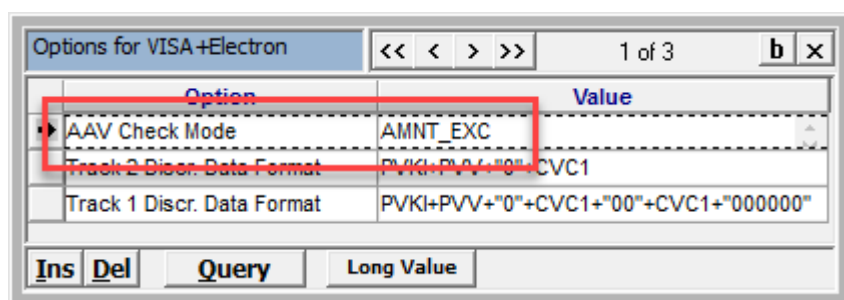 Options for VISA+Electron << < > >> 1 of 3 b x
Option Value
AAV Check Mode AMNT_EXC
Track 2 Discr. Data Format PVKI+PVV+"0"+CVC1
Track 1 Discr. Data Format PVKI+PVV+"0"+CVC1+"00"+CVC1+"000000"
Ins Del Query Long Value